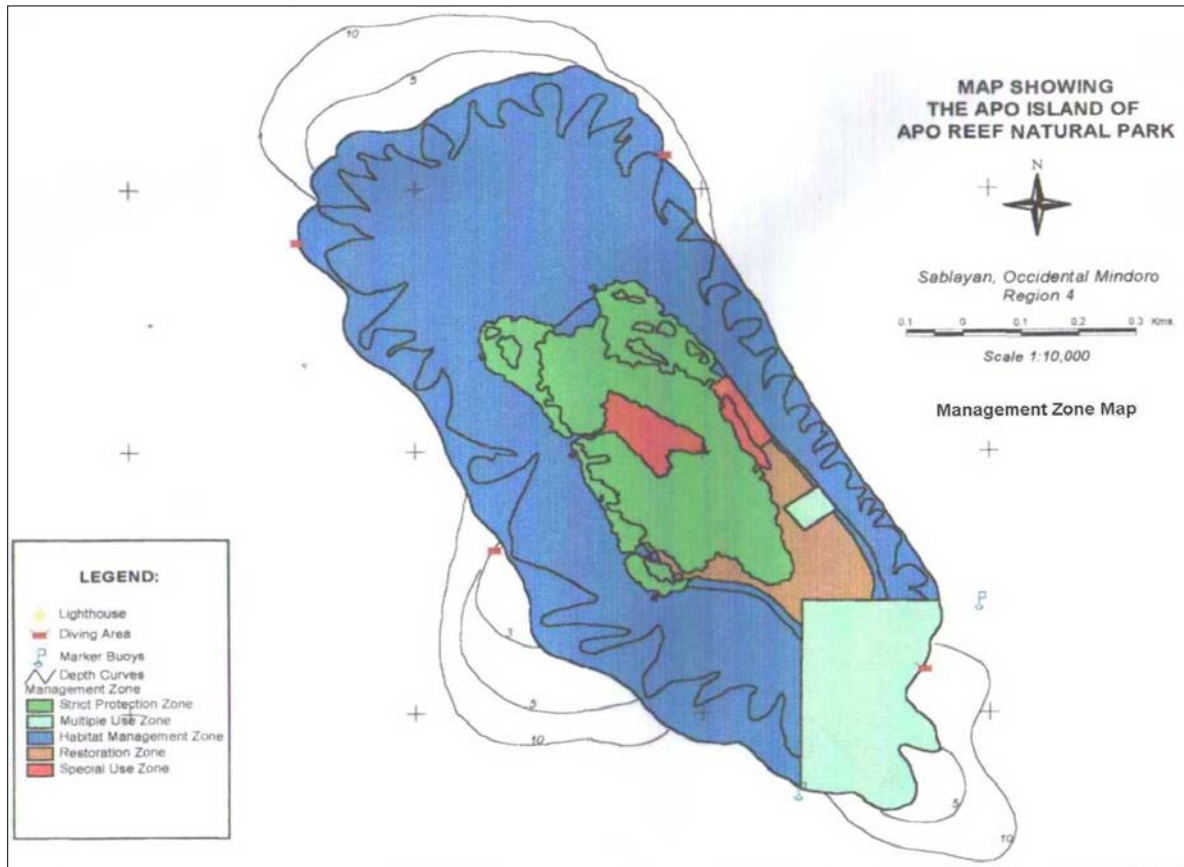 MAP SHOWING
THE APO ISLAND OF
APO REEF NATURAL PARK
N
Sablayan, Occidental Mindoro
Region 4
0.1 0 0.1 0.2 0.3 Kms.
Scale 1:10,000
Management Zone Map
10
5
3
5
10
5
10
LEGEND:
Lighthouse
Diving Area
Marker Buoys
Depth Curves
Management Zone
Strict Protection Zone
Multiple Use Zone
Habitat Management Zone
Restoration Zone
Special Use Zone